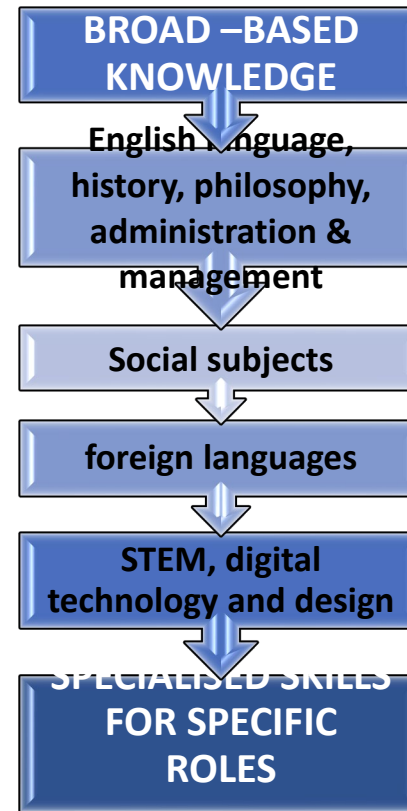 BROAD –BASED
KNOWLEDGE
English language,
history, philosophy,
administration &
management
Social subjects
foreign languages
STEM, digital
technology and design
SPECIALISED SKILLS
FOR SPECIFIC
ROLES